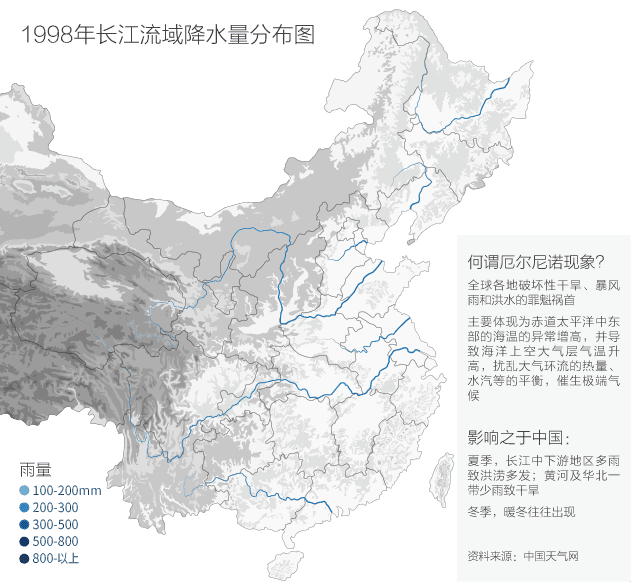 1998年长江流域降水量分布图
何谓厄尔尼诺现象?
全球各地破坏性干旱、暴风
雨和洪水的罪魁祸首
主要体现为赤道太平洋中东
部的海温的异常增高，并导
致海洋上空大气层气温升
高，扰乱大气环流的热量、
水汽等的平衡，催生极端气
候
影响之于中国：
夏季，长江中下游地区多雨
致洪涝多发；黄河及华北一
带少雨致干旱
冬季，暖冬往往出现
资料来源：中国天气网
雨量
100-200mm
200-300
300-500
500-800
800-以上